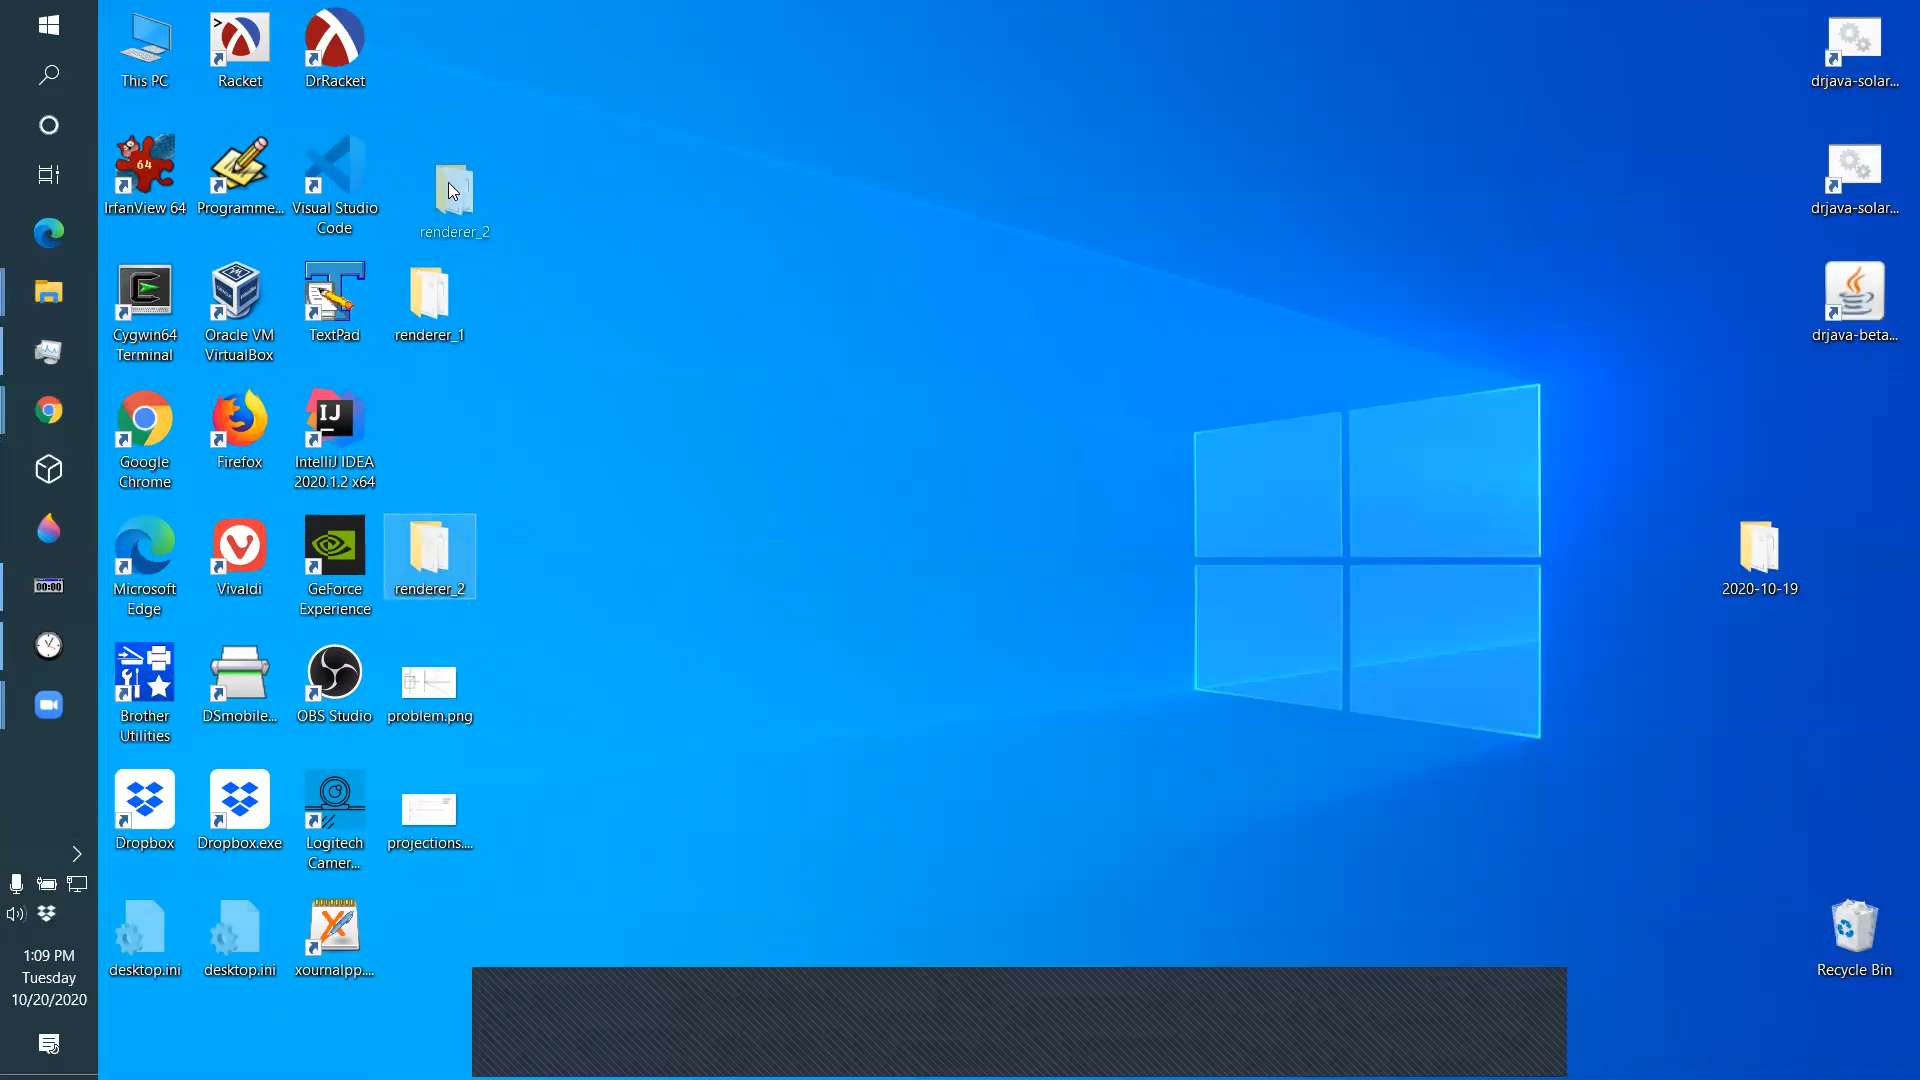 This PC
Racket
DrRacket
drjava-solar...
IrfanView 64
64
Programme...
Visual Studio
Code
renderer_2
drjava-solar...
Cygwin64
Terminal
Oracle VM
VirtualBox
TextPad
renderer_1
drjava-beta...
Google
Chrome
Firefox
IJ
IntelliJ IDEA
2020.1.2 x64
Microsoft
Edge
Vivaldi
GeForce
Experience
renderer_2
2020-10-19
00:00
Brother
Utilities
DSmobile...
OBS Studio
problem.png
Dropbox
Dropbox.exe
Logitech
Camer...
projections....
desktop.ini
desktop.ini
xournalpp....
Recycle Bin
1:09 PM
Tuesday
10/20/2020